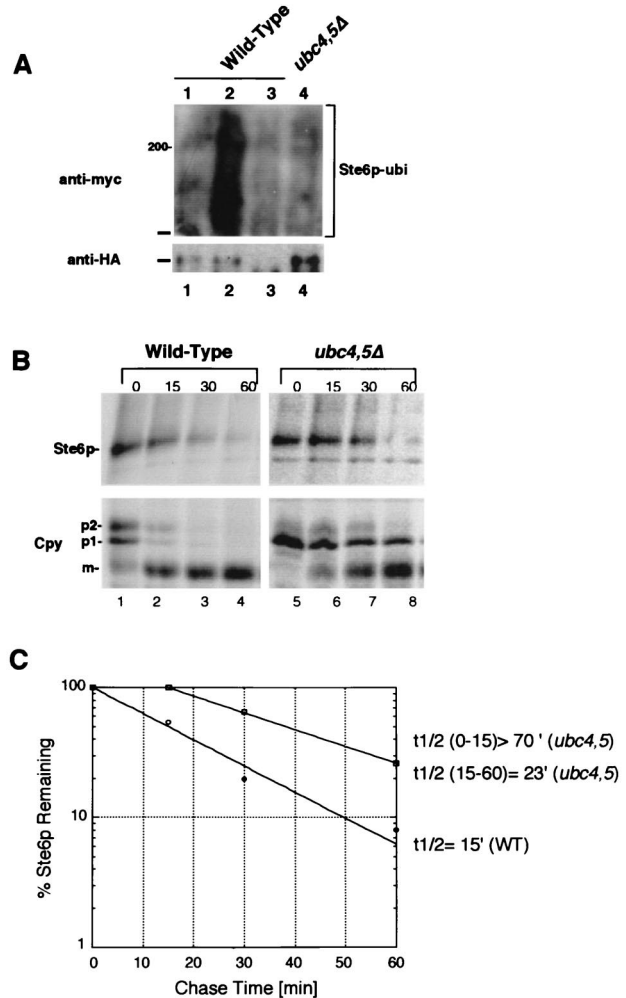 A
Wild-Type ubc4,5Δ
1 2 3 4
200-
anti-myc
Ste6p-ubi
anti-HA
1 2 3 4
B
Wild-Type ubc4,5Δ
0 15 30 60 0 15 30 60
Ste6p-
p2-
Cpy p1-
m-
1 2 3 4 5 6 7 8
C
100
10
1
% Ste6p Remaining
t1/2 (0-15)> 70 ' (ubc4,5)
t1/2 (15-60)= 23' (ubc4,5)
t1/2= 15' (WT)
0 10 20 30 40 50 60
Chase Time [min]